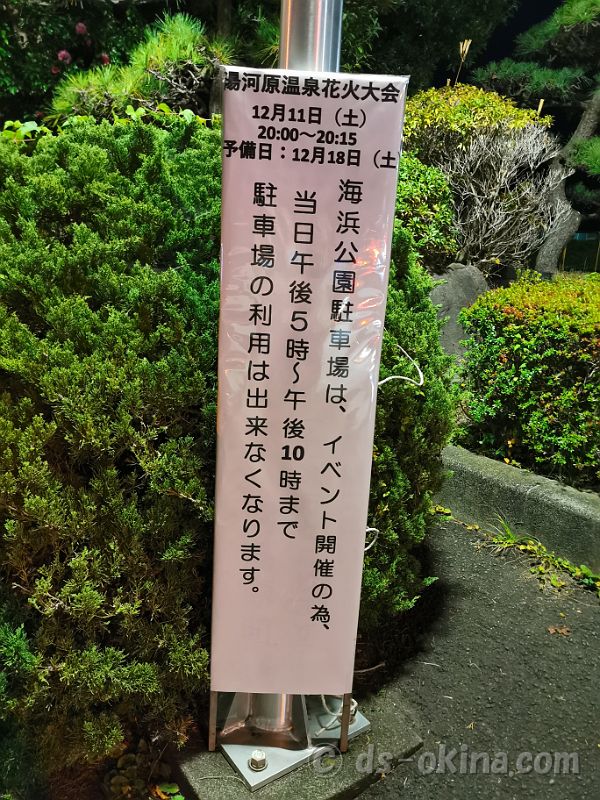 湯河原温泉花火大会
12月11日（土）
20:00～20:15
予備日：12月18日（土
海浜公園駐車場は、イベント開催の為、
当日午後5時～午後10時まで
駐車場の利用は出来なくなります。
© ds-okina.com